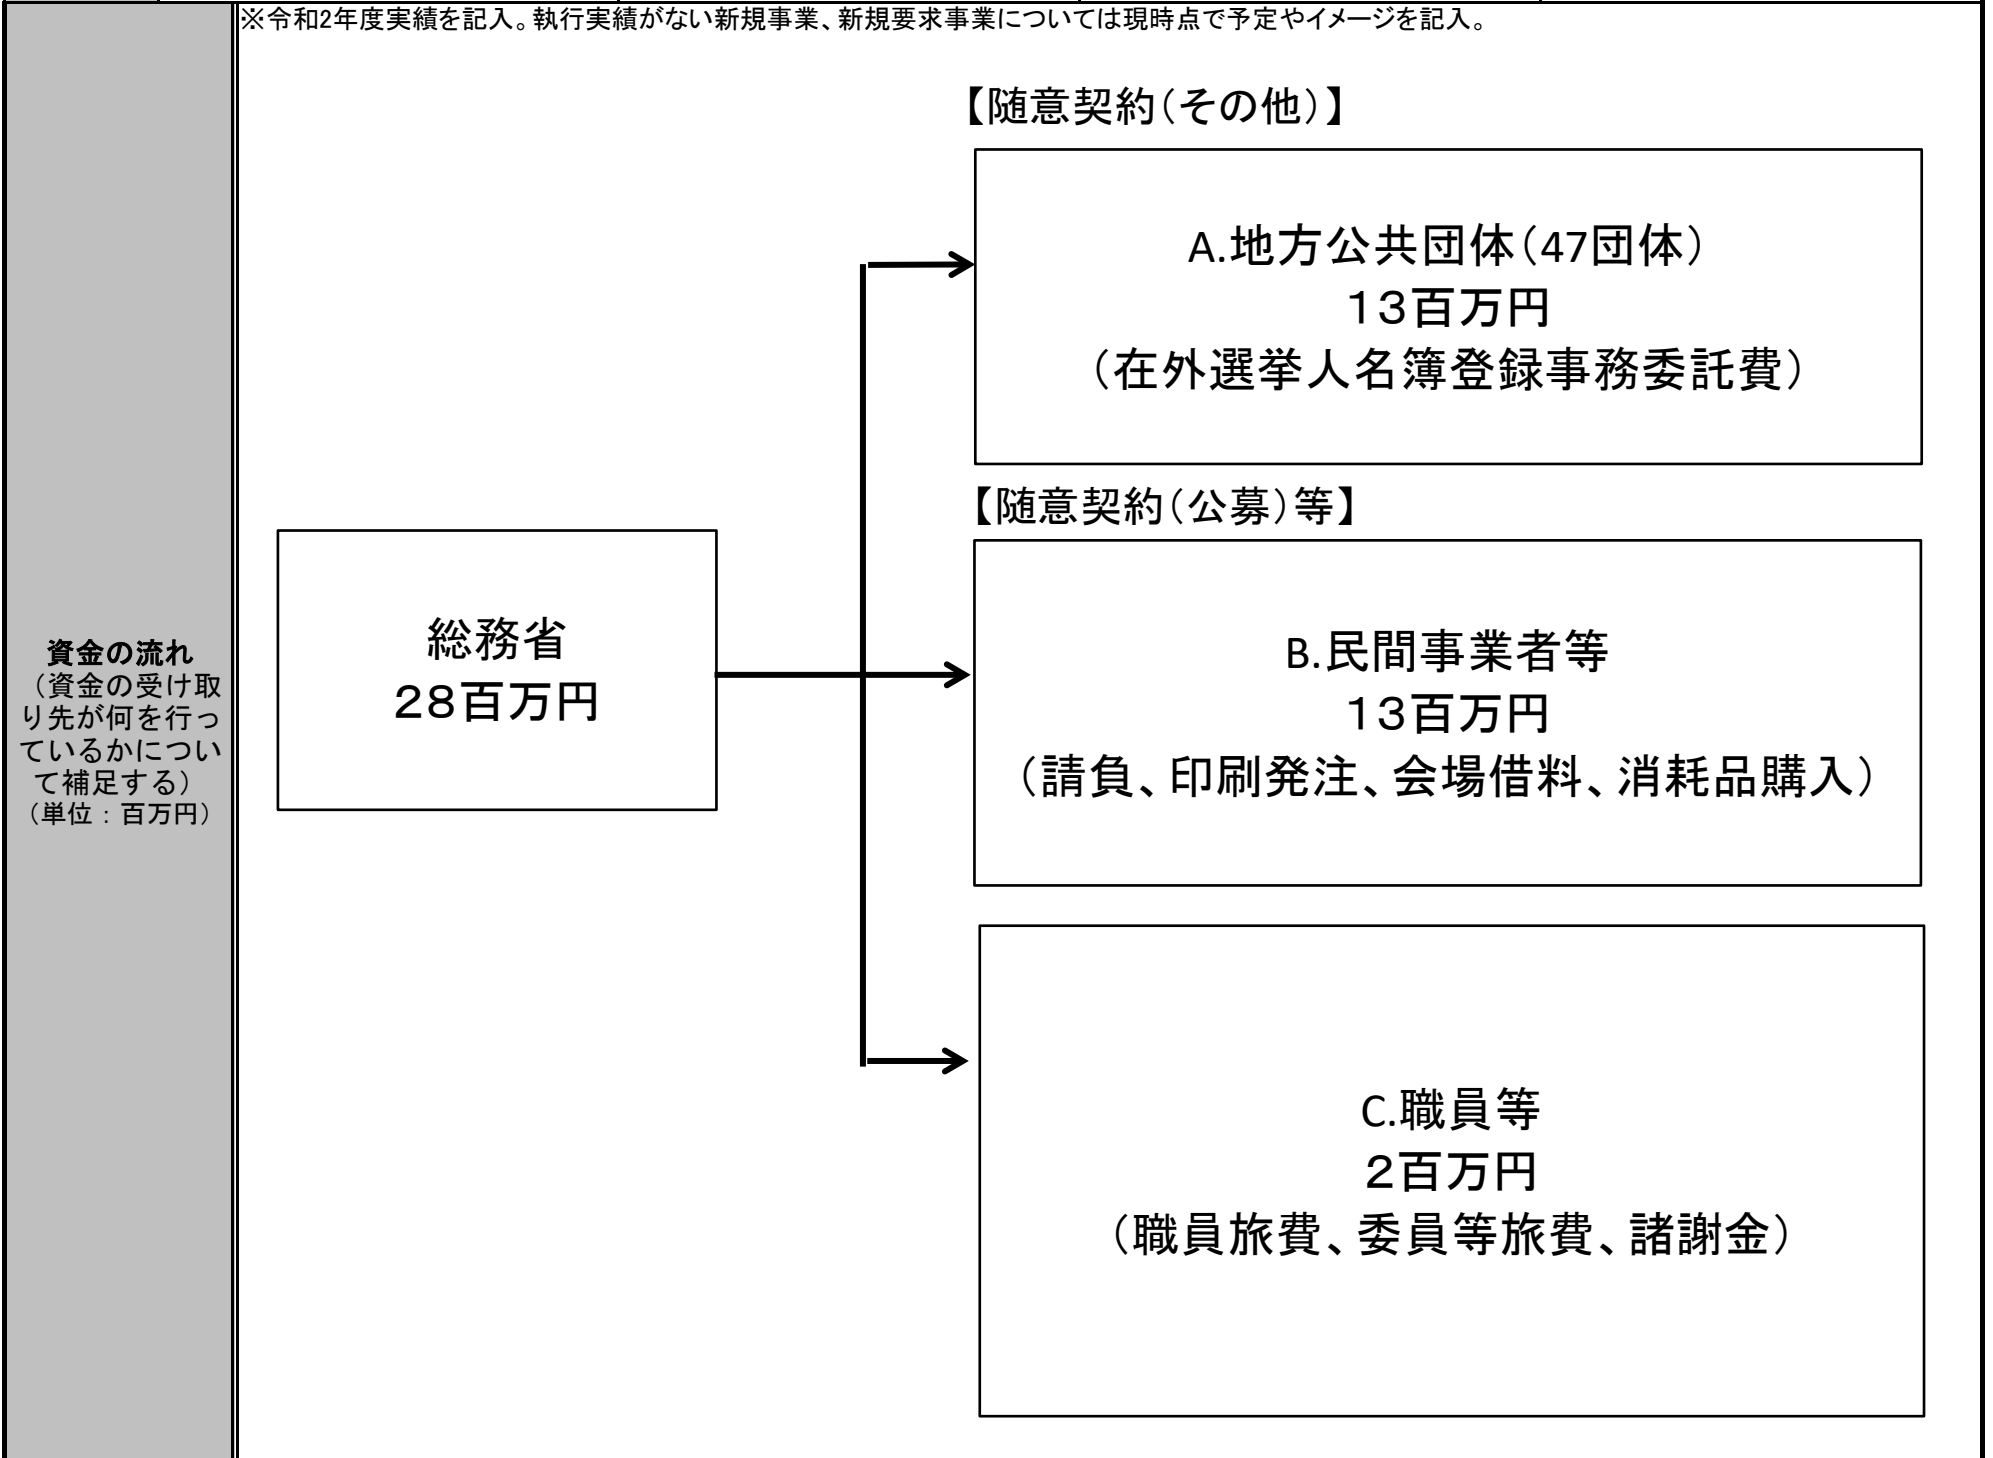 ※令和2年度実績を記入。執行実績がない新規事業、新規要求事業については現時点で予定やイメージを記入。
資金の流れ
（資金の受け取
り先が何を行っ
ているかについ
て補足する）
（単位：百万円）
総務省
２８百万円
【随意契約（その他）】
A.地方公共団体（47団体）
１３百万円
（在外選挙人名簿登録事務委託費）
【随意契約（公募）等】
B.民間事業者等
１３百万円
（請負、印刷発注、会場借料、消耗品購入）
C.職員等
２百万円
（職員旅費、委員等旅費、諸謝金）